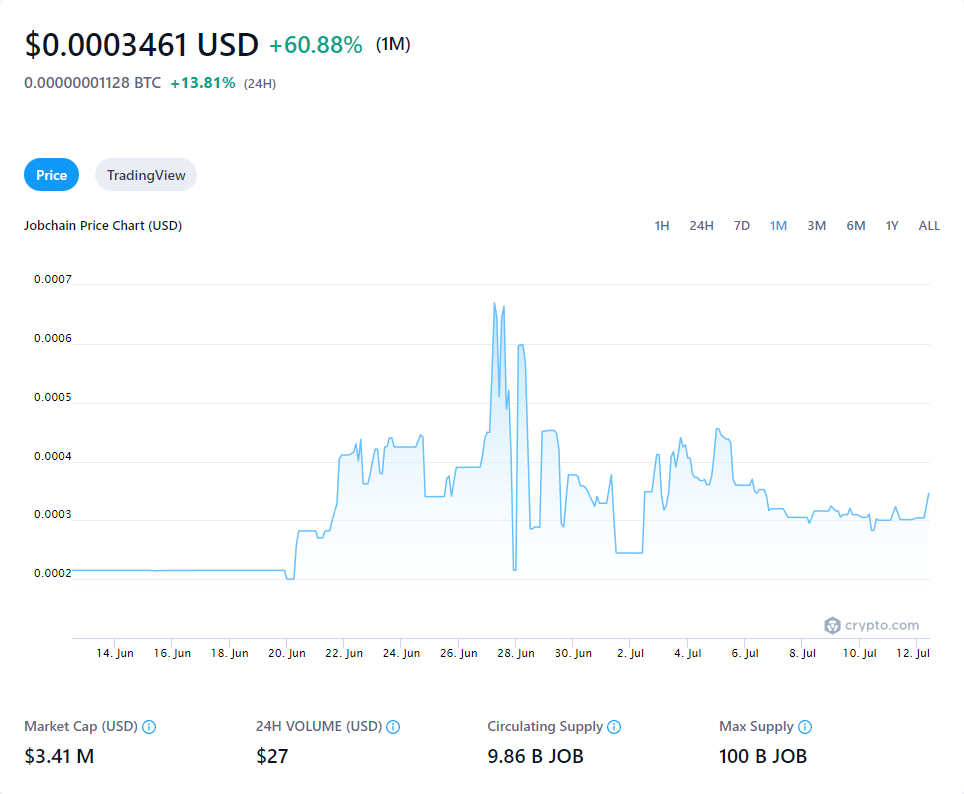 $0.0003461 USD +60.88% (1M)
0.00000001128 BTC +13.81% (24H)
Price TradingView
Jobchain Price Chart (USD) 1H 24H 7D 1M 3M 6M 1Y ALL
0.0007
0.0006
0.0005
0.0004
0.0003
0.0002
crypto.com
14. Jun 16. Jun 18. Jun 20. Jun 22. Jun 24. Jun 26. Jun 28. Jun 30. Jun 2. Jul 4. Jul 6. Jul 8. Jul 10. Jul 12. Jul
Market Cap (USD) 24H VOLUME (USD) Circulating Supply Max Supply
$3.41 M $27 9.86 B JOB 100 B JOB